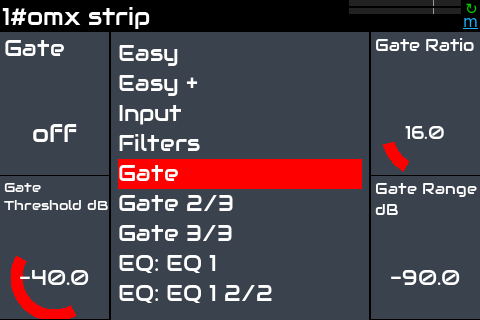 1#omx strip
↻
m
Gate
off
Gate
Threshold dB
-40.0
Easy
Easy +
Input
Filters
Gate
Gate 2/3
Gate 3/3
EQ: EQ 1
EQ: EQ 1 2/2
Gate Ratio
16.0
Gate Range
dB
-90.0